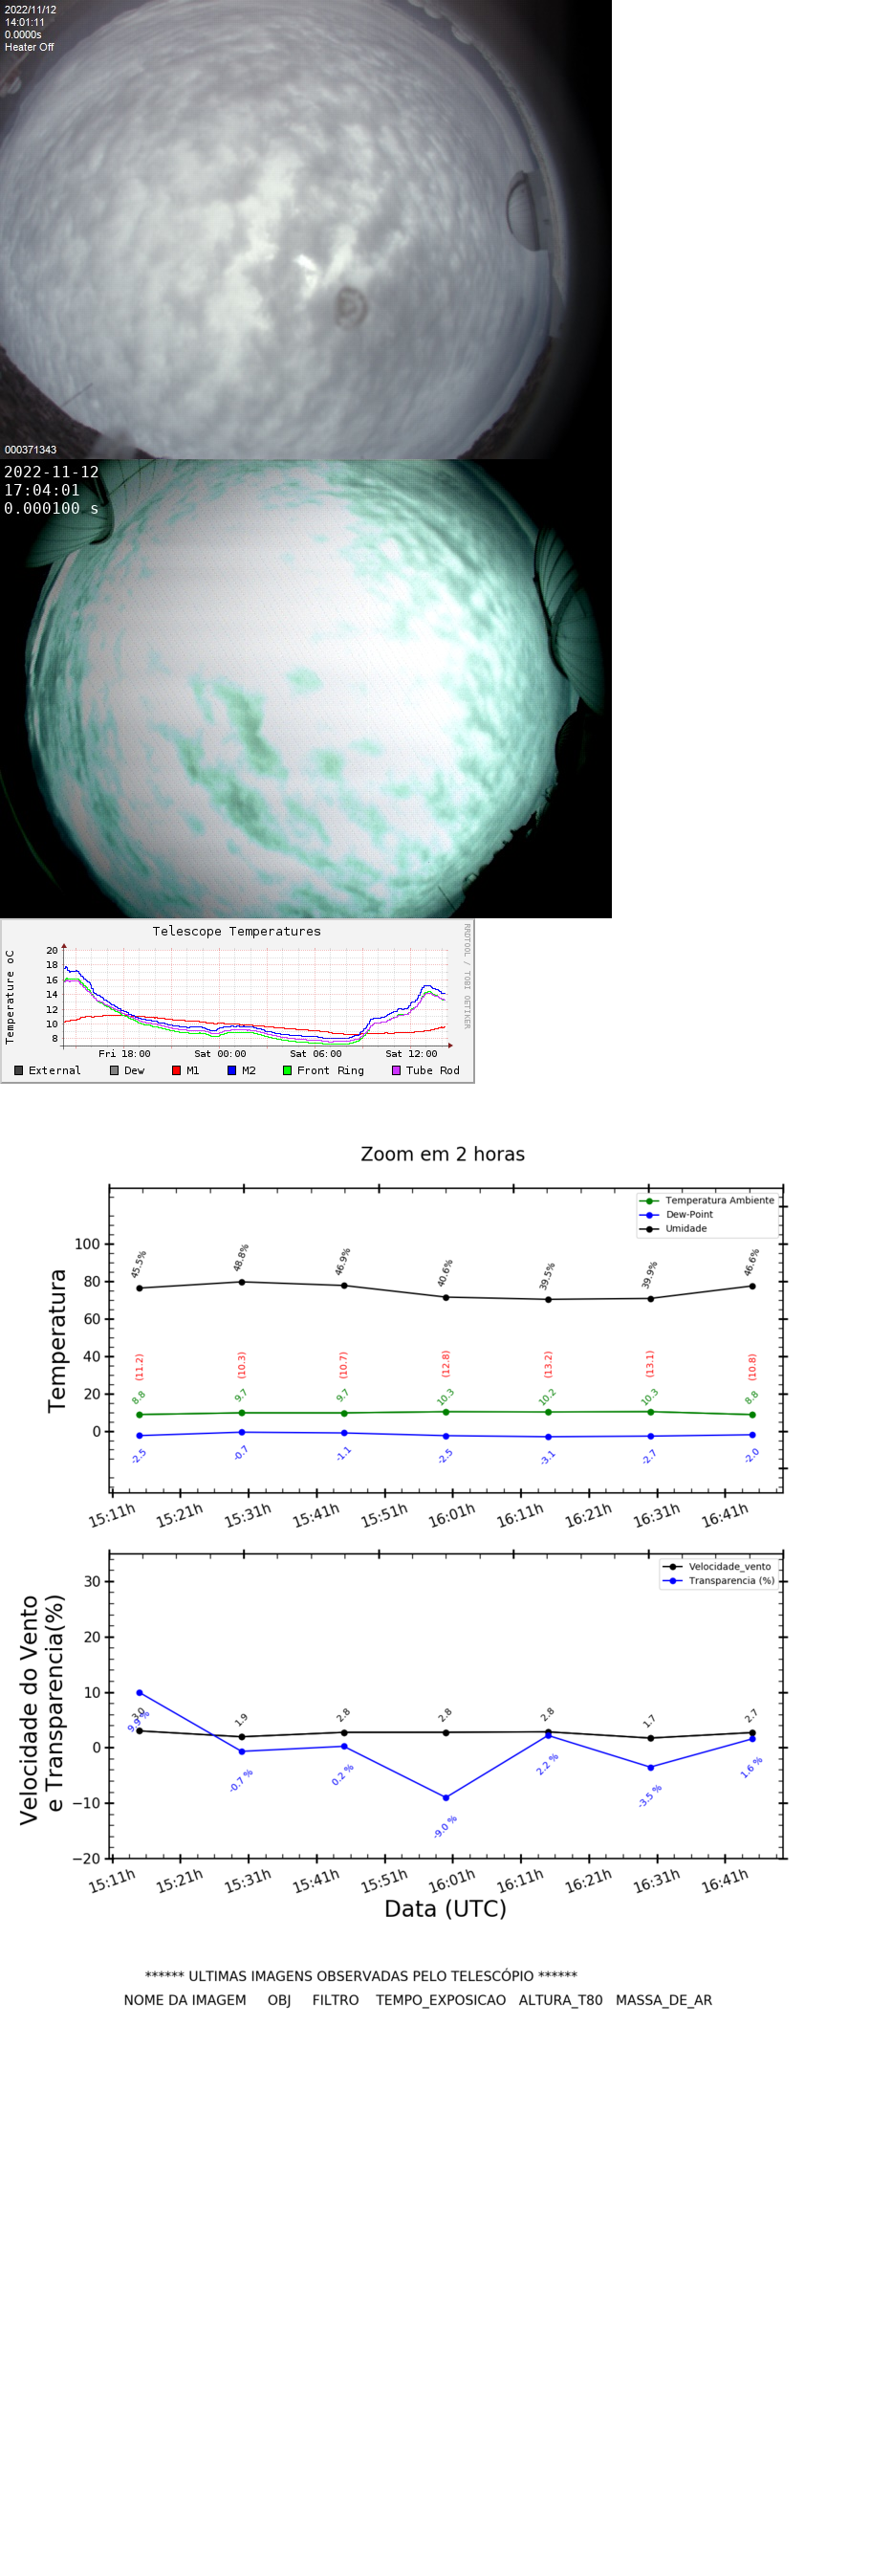 2022/11/12
14:01:11
0.0000s
Heater Off
000371343
2022-11-12
17:04:01
0.000100 s
Telescope Temperatures
RRDTOOL / TOBI OETIKER
Temperature oC
20
18
16
14
12
10
8
Fri 18:00 Sat 00:00 Sat 06:00 Sat 12:00
External Dew M1 M2 Front Ring Tube Rod
Zoom em 2 horas
Temperatura Ambiente
Dew-Point
Umidade
Temperatura
100
80
60
40
20
0
45.5% 48.8% 46.9% 40.6% 39.5% 39.9% 46.6%
(11.2) (10.3) (10.7) (12.8) (13.2) (13.1) (10.8)
8.8 9.7 9.7 10.3 10.2 10.3 8.8
-2.5 -0.7 -1.1 -2.5 -3.1 -2.7 -2.0
15:11h 15:21h 15:31h 15:41h 15:51h 16:01h 16:11h 16:21h 16:31h 16:41h
Velocidade_vento
Transparencia (%)
Velocidade do Vento
e Transparencia(%)
30
20
10
0
−10
−20
3.0 1.9 2.8 2.8 2.8 1.7 2.7
9.9 % -0.7 % 0.2 % -9.0 % 2.2 % -3.5 % 1.6 %
15:11h 15:21h 15:31h 15:41h 15:51h 16:01h 16:11h 16:21h 16:31h 16:41h
Data (UTC)
****** ULTIMAS IMAGENS OBSERVADAS PELO TELESCÓPIO ******
NOME DA IMAGEM OBJ FILTRO TEMPO_EXPOSICAO ALTURA_T80 MASSA_DE_AR